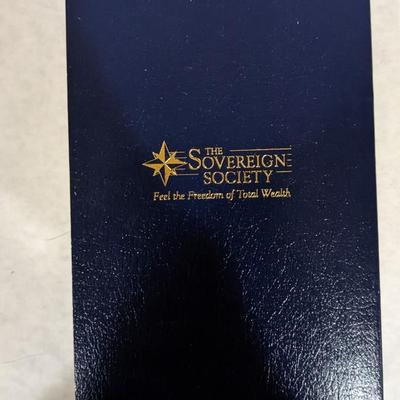 THE
SOVEREIGN
SOCIETY
Feel the Freedom of Total Wealth